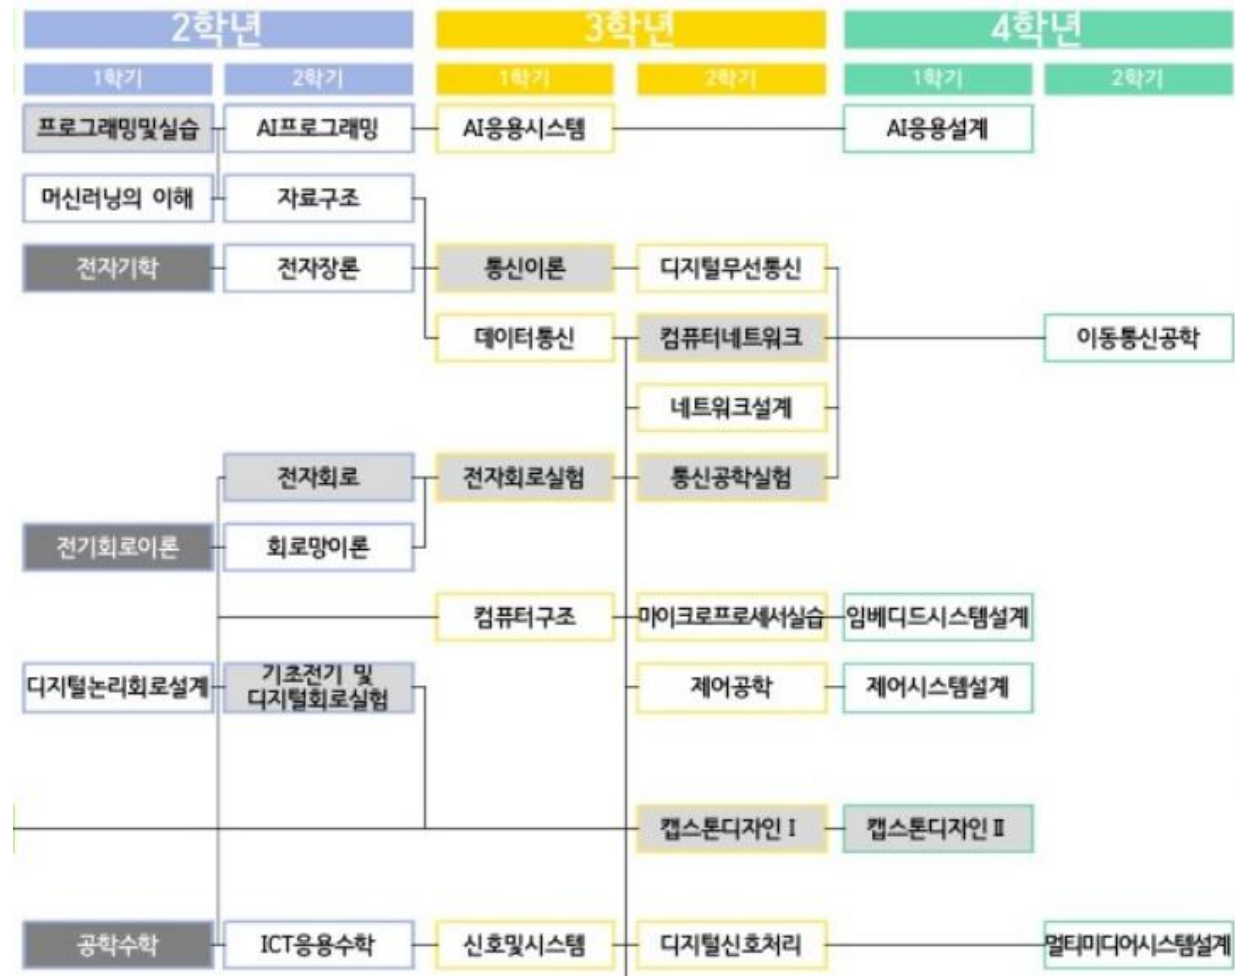 2학년 3학년 4학년
1학기 2학기 1학기 2학기 1학기 2학기
프로그래밍및실습 AI프로그래밍 AI응용시스템 AI응용설계
머신러닝의 이해 자료구조
전자기학 전자장론 통신이론 디지털무선통신
데이터통신 컴퓨터네트워크 이동통신공학
네트워크설계
전자회로 전자회로실험 통신공학실험
전기회로이론 회로망이론
컴퓨터구조 마이크로프로세서실습 임베디드시스템설계
디지털논리회로설계 기초전기 및
디지털회로실험 제어공학 제어시스템설계
캡스톤디자인 I 캡스톤디자인 II
공학수학 ICT응용수학 신호및시스템 디지털신호처리 멀티미디어시스템설계